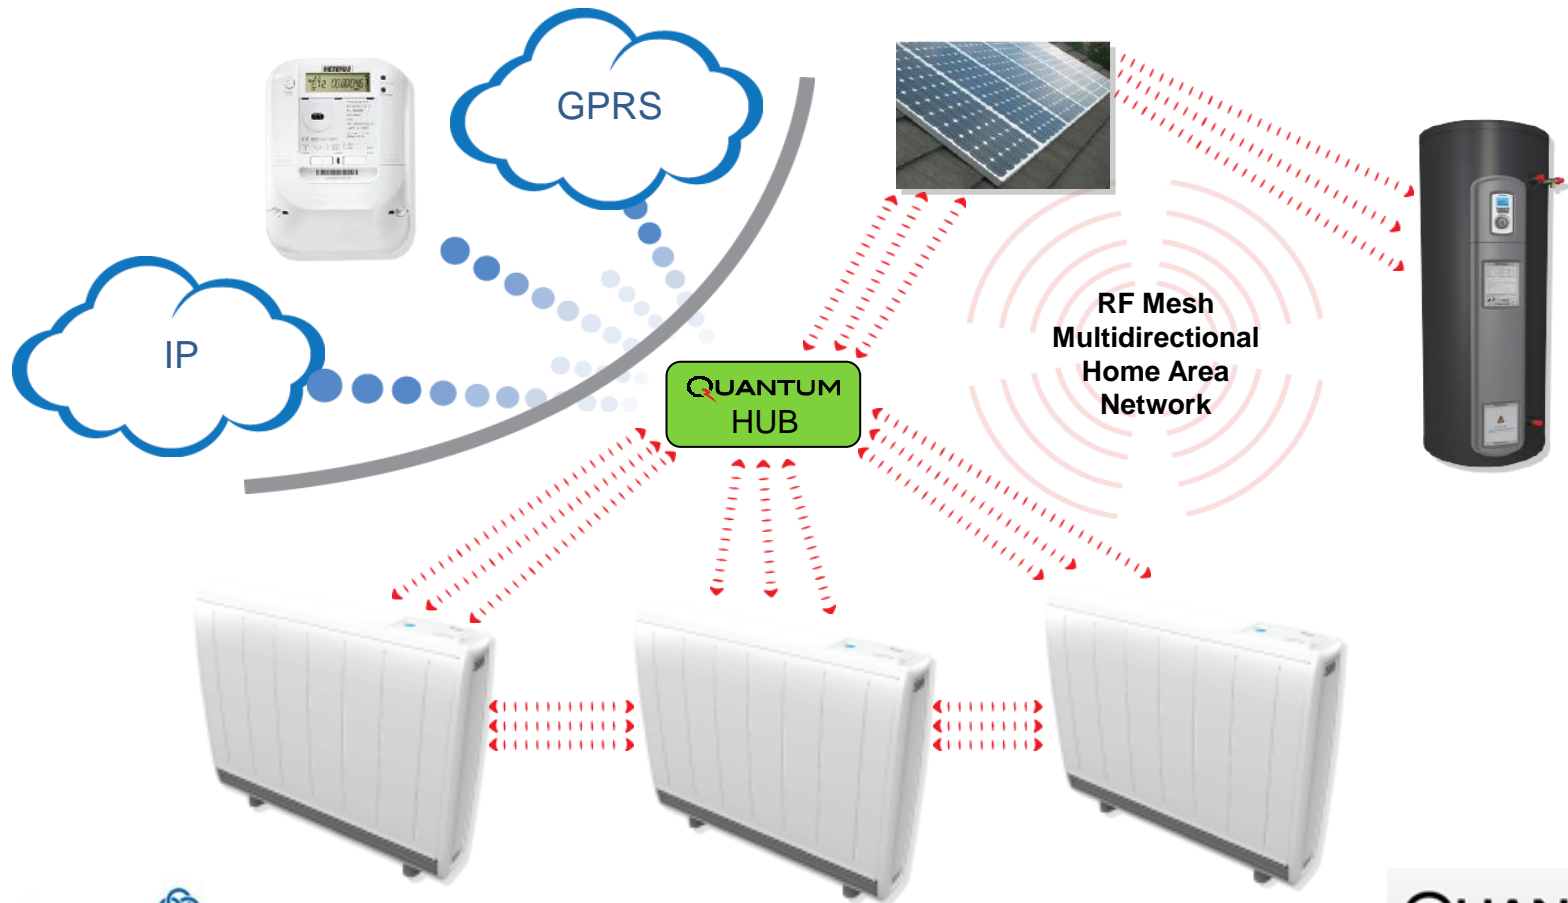 GPRS
IP
QUANTUM
HUB
RF Mesh
Multidirectional
Home Area
Network